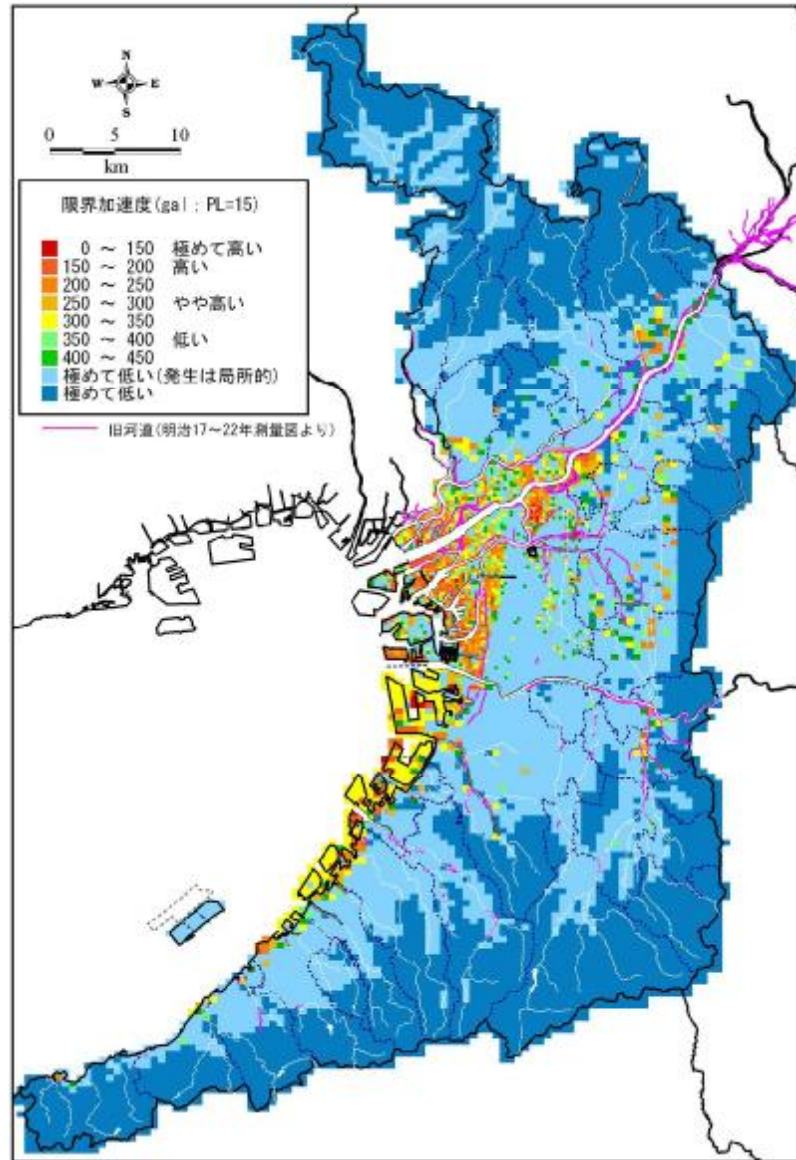 N
W E
S
0 5 10
km
限界加速度(gal : PL=15)
0 ～ 150 極めて高い
150 ～ 200 高い
200 ～ 250
250 ～ 300 やや高い
300 ～ 350
350 ～ 400 低い
400 ～ 450
極めて低い(発生は局所的)
極めて低い
旧河道(明治17～22年測量図より)